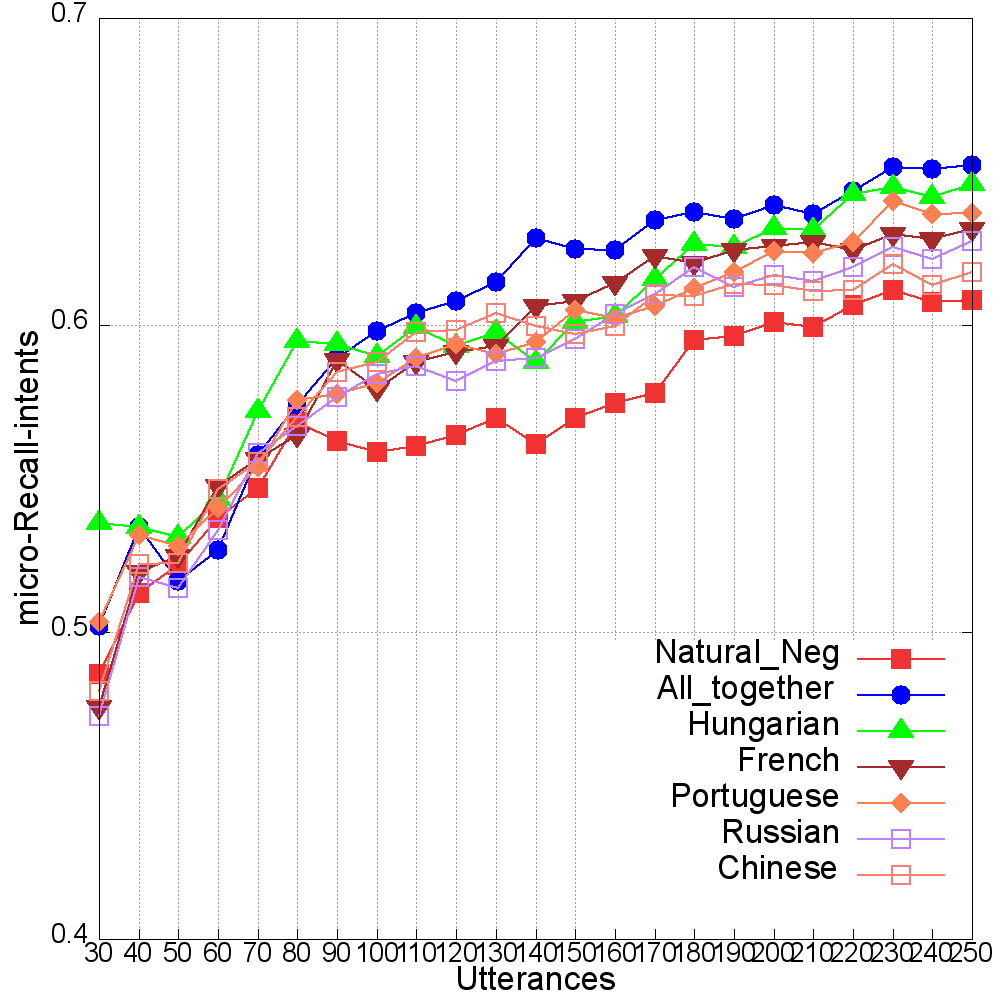 0.7
0.6
0.5
0.4
micro-Recall-intents
Natural_Neg
All_together
Hungarian
French
Portuguese
Russian
Chinese
30 40 50 60 70 80 90 100 110 120 130 140 150 160 170 180 190 200 210 220 230 240 250
Utterances